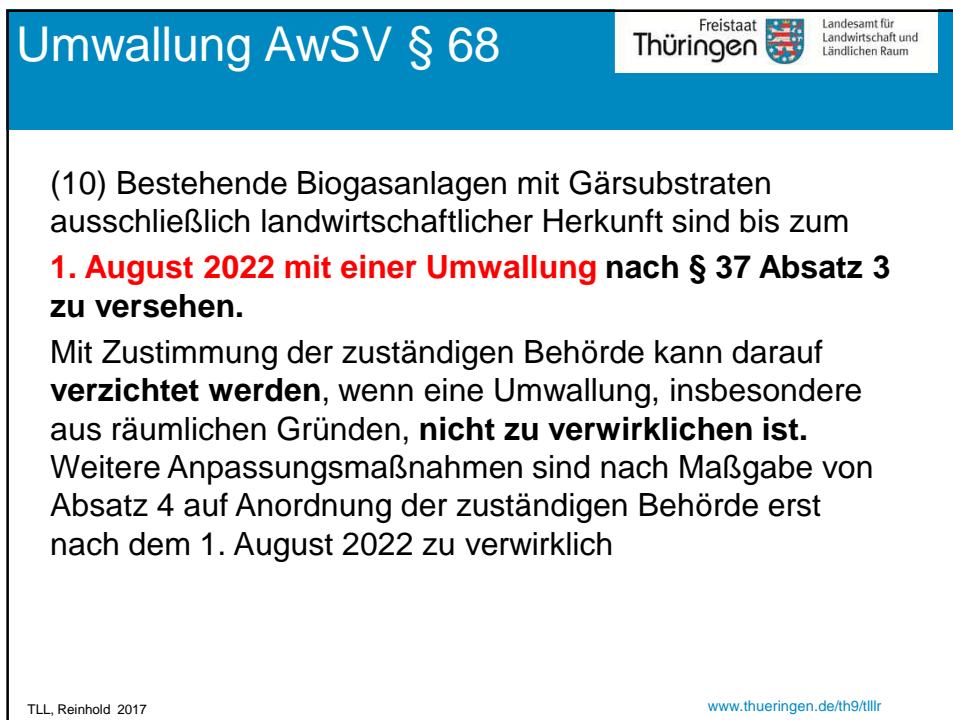 Umwallung AwSV § 68
Freistaat
Thüringen
Landesamt für
Landwirtschaft und
Ländlichen Raum
(10) Bestehende Biogasanlagen mit Gärsubstraten
ausschließlich landwirtschaftlicher Herkunft sind bis zum
1. August 2022 mit einer Umwallung nach § 37 Absatz 3
zu versehen.
Mit Zustimmung der zuständigen Behörde kann darauf
verzichtet werden, wenn eine Umwallung, insbesondere
aus räumlichen Gründen, nicht zu verwirklichen ist.
Weitere Anpassungsmaßnahmen sind nach Maßgabe von
Absatz 4 auf Anordnung der zuständigen Behörde erst
nach dem 1. August 2022 zu verwirklich
TLL, Reinhold 2017
www.thueringen.de/th9/tlllr